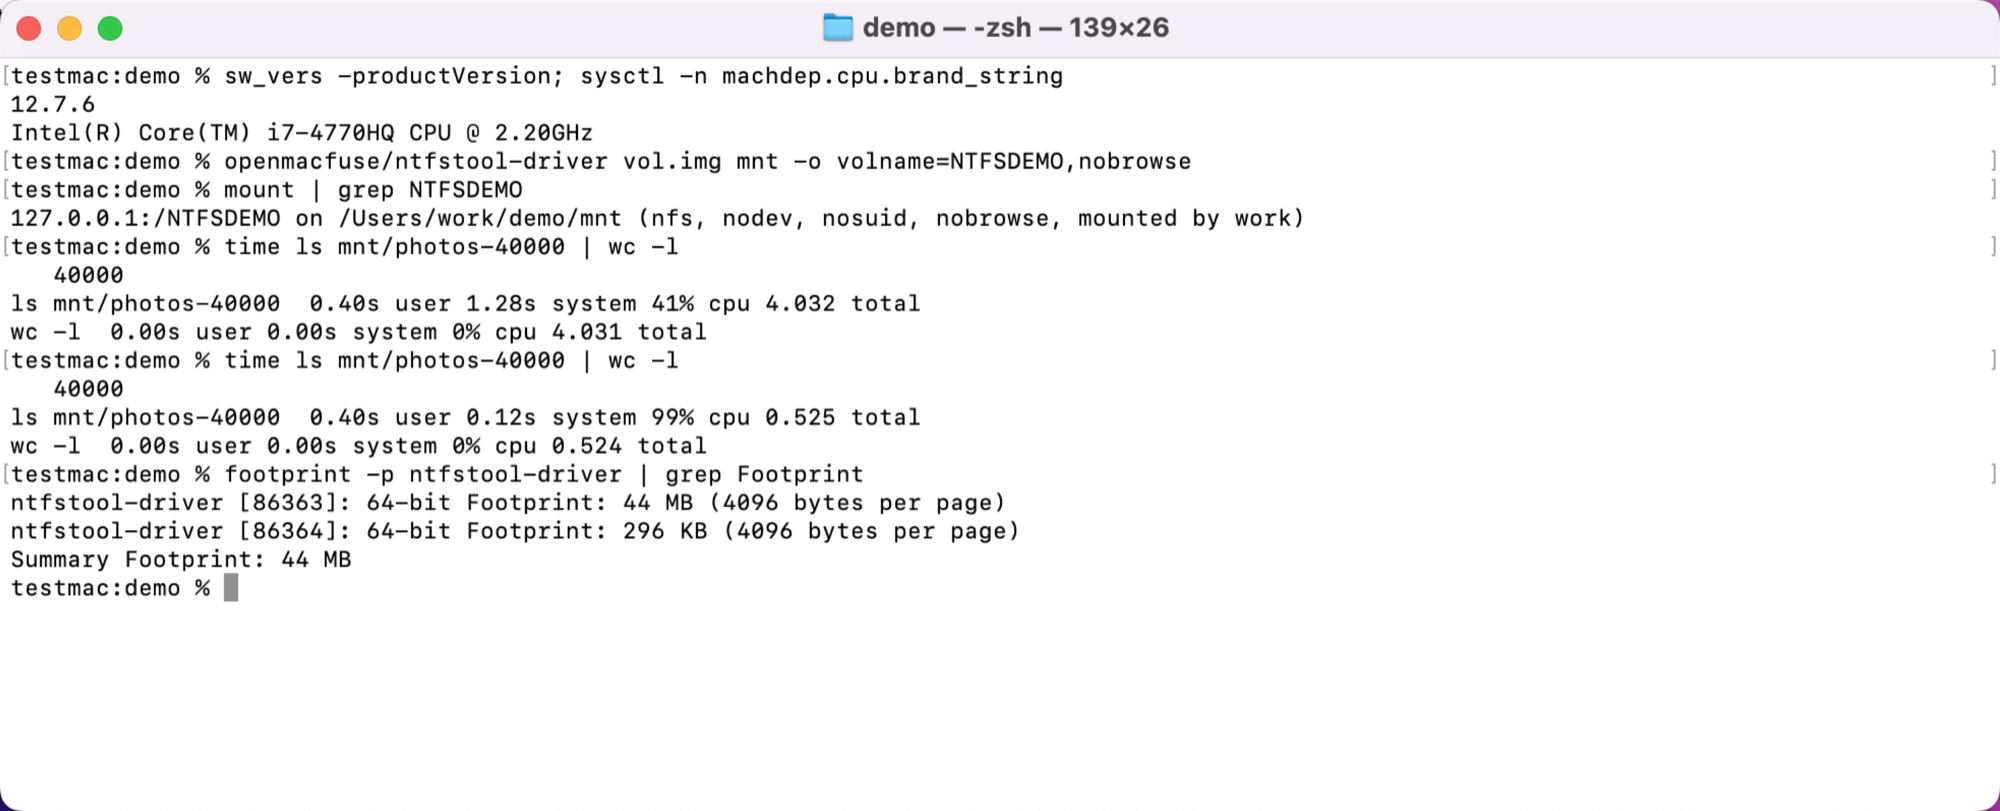 demo — -zsh — 139×26
[testmac:demo % sw_vers -productVersion; sysctl -n machdep.cpu.brand_string ]
12.7.6
Intel(R) Core(TM) i7-4770HQ CPU @ 2.20GHz
[testmac:demo % openmacfuse/ntfstool-driver vol.img mnt -o volname=NTFSDEMO,nobrowse ]
[testmac:demo % mount | grep NTFSDEMO ]
127.0.0.1:/NTFSDEMO on /Users/work/demo/mnt (nfs, nodev, nosuid, nobrowse, mounted by work)
[testmac:demo % time ls mnt/photos-40000 | wc -l ]
   40000
ls mnt/photos-40000  0.40s user 1.28s system 41% cpu 4.032 total
wc -l  0.00s user 0.00s system 0% cpu 4.031 total
[testmac:demo % time ls mnt/photos-40000 | wc -l ]
   40000
ls mnt/photos-40000  0.40s user 0.12s system 99% cpu 0.525 total
wc -l  0.00s user 0.00s system 0% cpu 0.524 total
[testmac:demo % footprint -p ntfstool-driver | grep Footprint ]
ntfstool-driver [86363]: 64-bit Footprint: 44 MB (4096 bytes per page)
ntfstool-driver [86364]: 64-bit Footprint: 296 KB (4096 bytes per page)
Summary Footprint: 44 MB
testmac:demo %